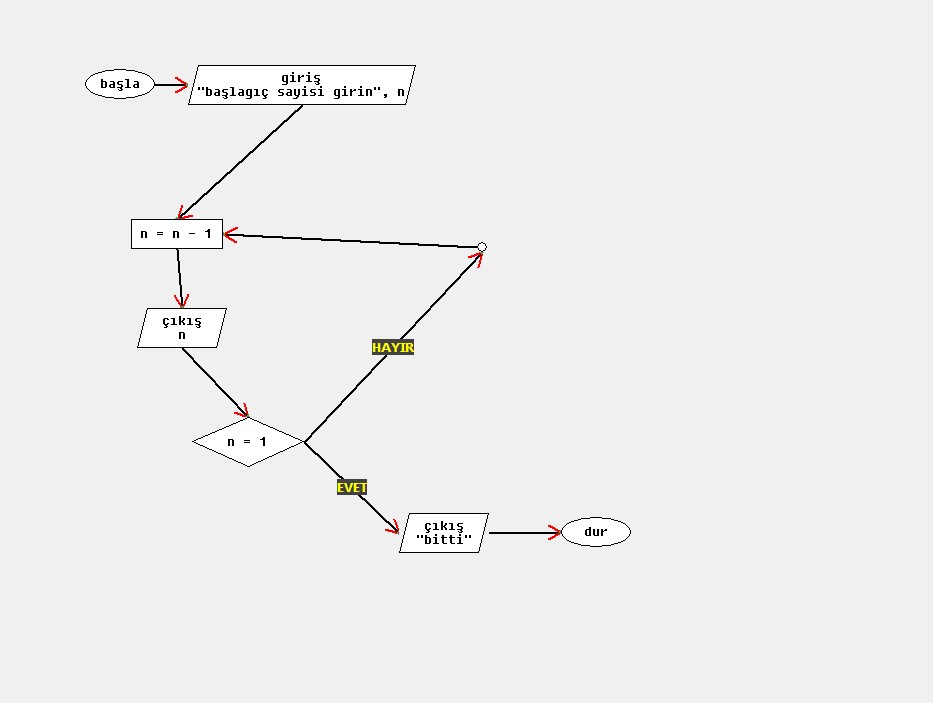 başla
giriş
"başlagıç sayisi girin", n
n = n - 1
çıkış
n
HAYIR
n = 1
EVET
çıkış
"bitti"
dur